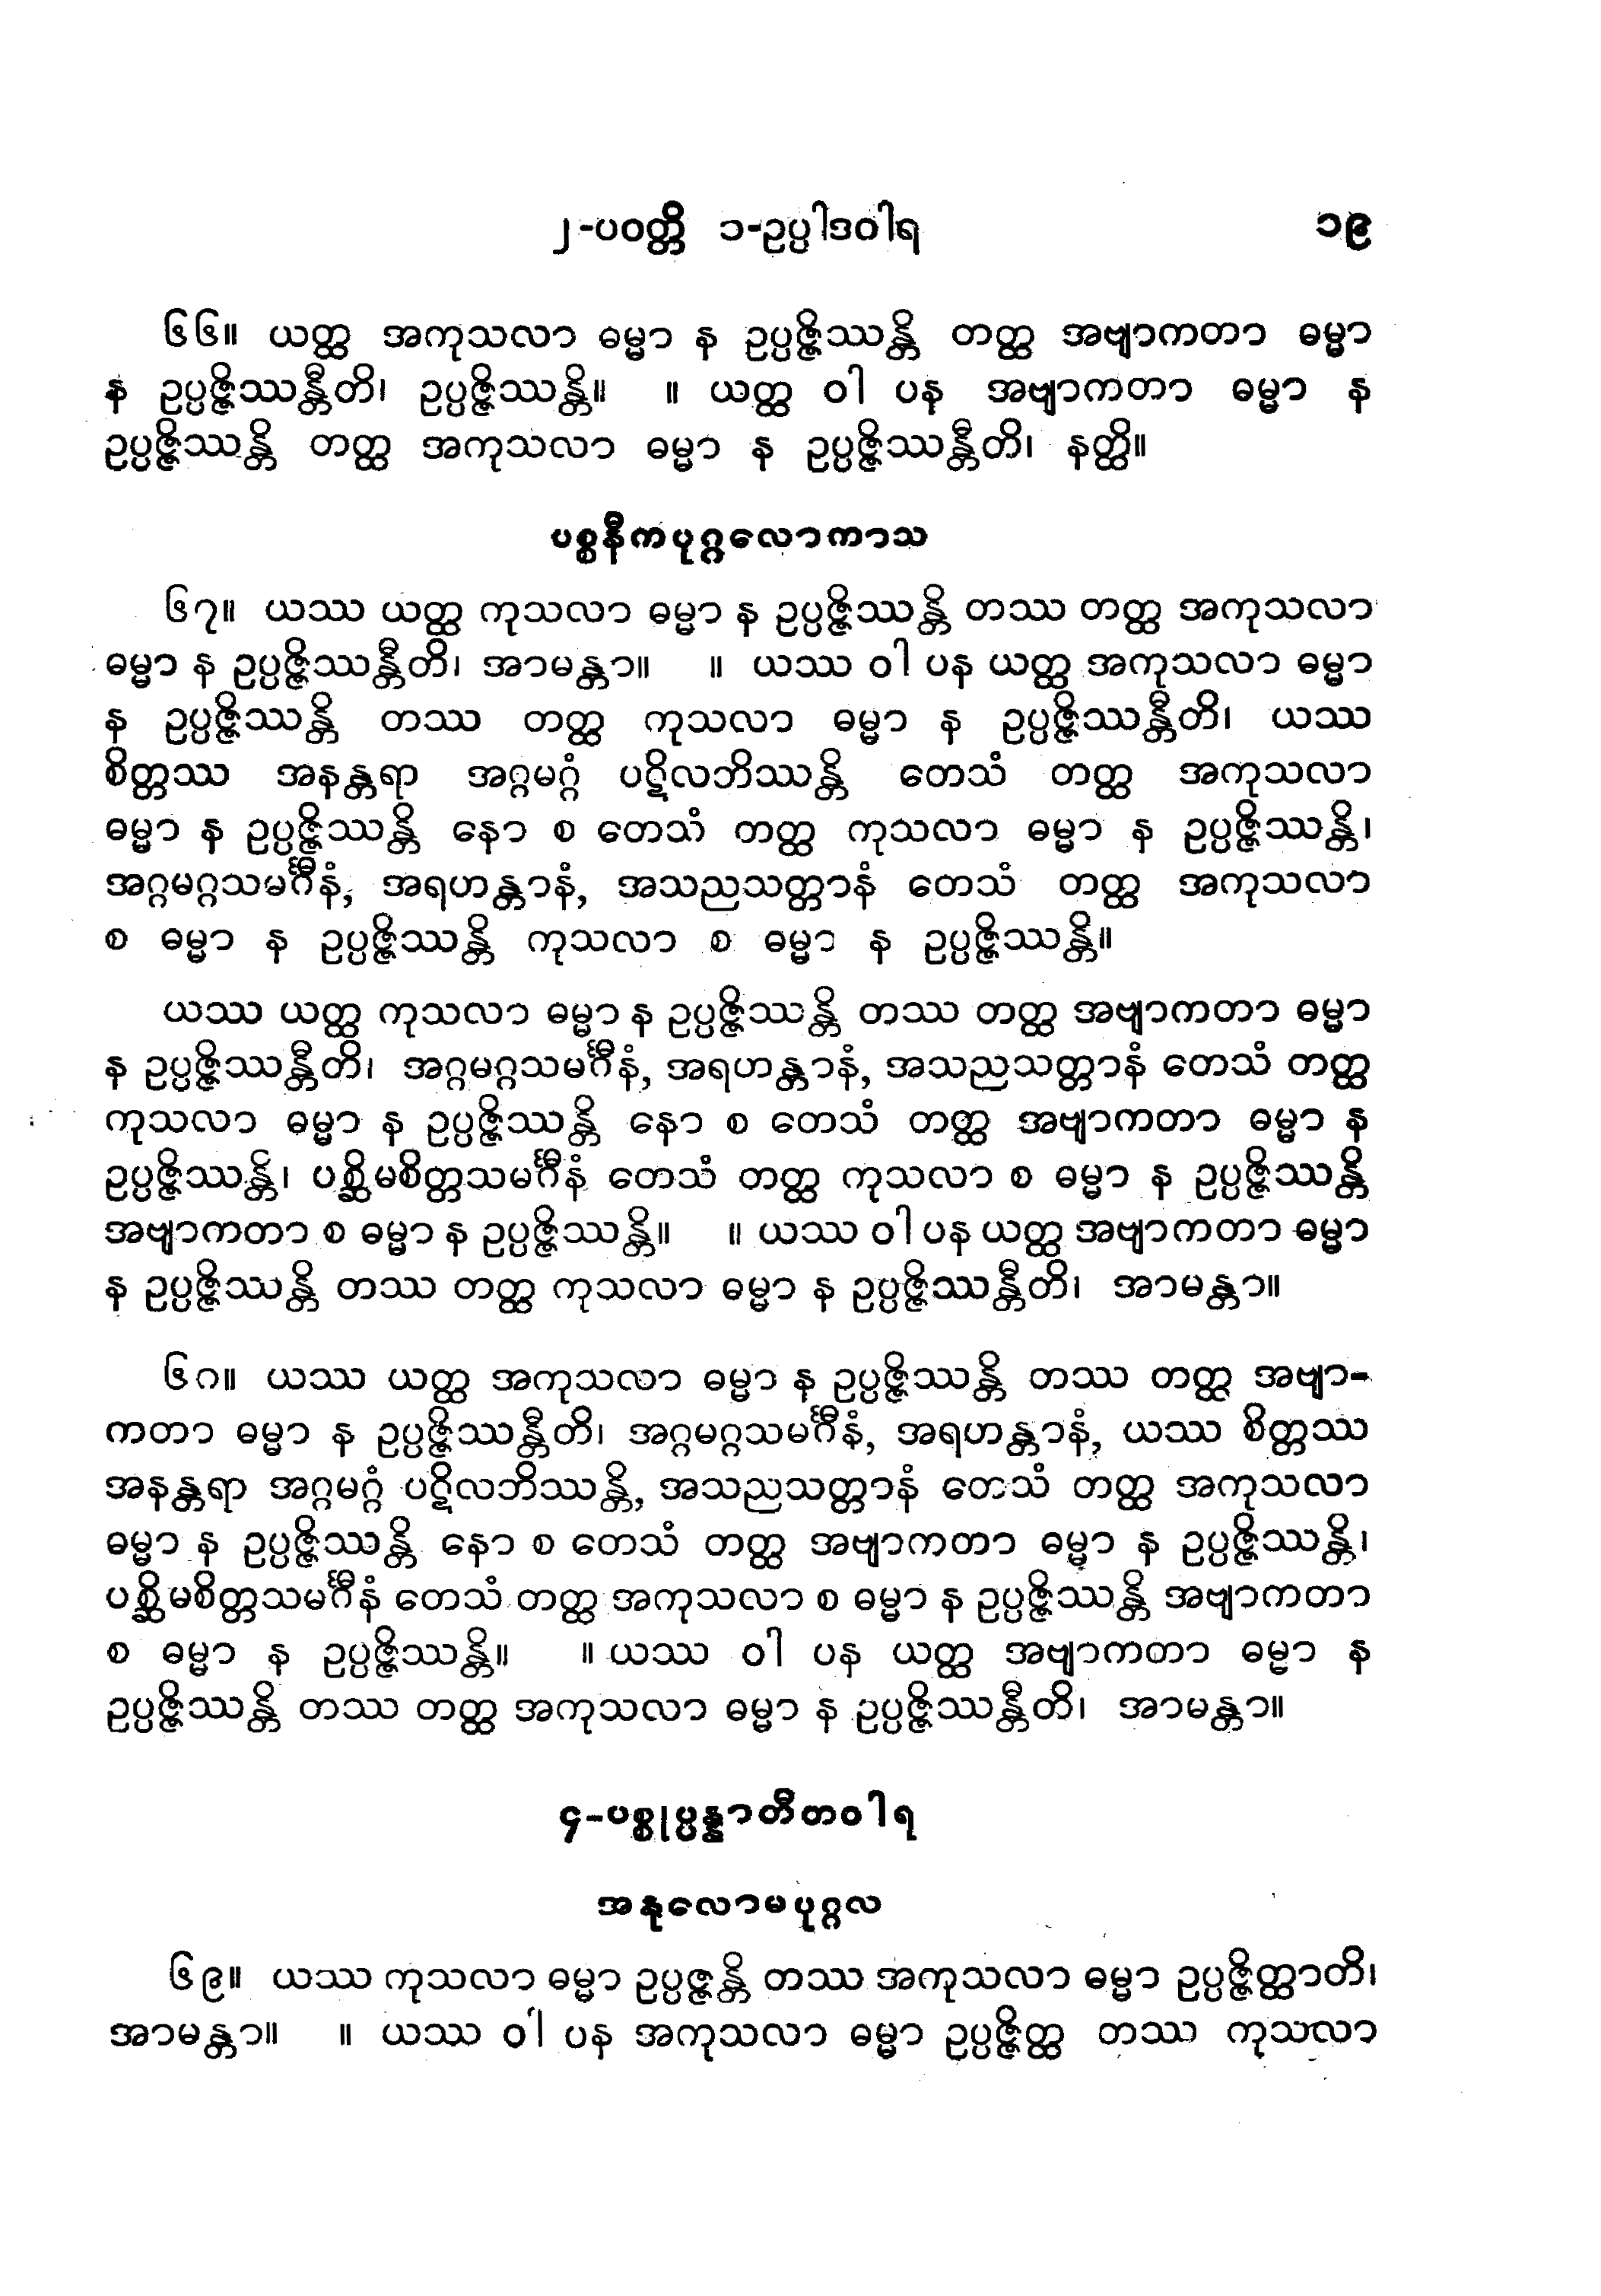 ၂-ပဝတ္တိ ၁-ဥပ္ပါဒဝါရ ၁၉
၆၆။ ယတ္ထ အကုသလာ ဓမ္မာ န ဥပ္ပဇ္ဇိဿန္တိ တတ္ထ အဗျာကတာ ဓမ္မာ
န ဥပ္ပဇ္ဇိဿန္တီတိ၊ ဥပ္ပဇ္ဇိဿန္တိ။ ။ ယတ္ထ ဝါ ပန အဗျာကတာ ဓမ္မာ န
ဥပ္ပဇ္ဇိဿန္တိ တတ္ထ အကုသလာ ဓမ္မာ န ဥပ္ပဇ္ဇိဿန္တီတိ၊ နတ္ထိ။
ပစ္စနီကပုဂ္ဂလောကာသ
၆၇။ ယဿ ယတ္ထ ကုသလာ ဓမ္မာ န ဥပ္ပဇ္ဇိဿန္တိ တဿ တတ္ထ အကုသလာ
ဓမ္မာ န ဥပ္ပဇ္ဇိဿန္တီတိ၊ အာမန္တာ။ ။ ယဿ ဝါ ပန ယတ္ထ အကုသလာ ဓမ္မာ
န ဥပ္ပဇ္ဇိဿန္တိ တဿ တတ္ထ ကုသလာ ဓမ္မာ န ဥပ္ပဇ္ဇိဿန္တီတိ၊ ယဿ
စိတ္တဿ အနန္တရာ အဂ္ဂမဂ္ဂံ ပဋိလဘိဿန္တိ တေသံ တတ္ထ အကုသလာ
ဓမ္မာ န ဥပ္ပဇ္ဇိဿန္တိ နော စ တေသံ တတ္ထ ကုသလာ ဓမ္မာ န ဥပ္ပဇ္ဇိဿန္တိ၊
အဂ္ဂမဂ္ဂသမင်္ဂီနံ, အရဟန္တာနံ, အသညသတ္တာနံ တေသံ တတ္ထ အကုသလာ
စ ဓမ္မာ န ဥပ္ပဇ္ဇိဿန္တိ ကုသလာ စ ဓမ္မာ န ဥပ္ပဇ္ဇိဿန္တိ။
ယဿ ယတ္ထ ကုသလာ ဓမ္မာ န ဥပ္ပဇ္ဇိဿန္တိ တဿ တတ္ထ အဗျာကတာ ဓမ္မာ
န ဥပ္ပဇ္ဇိဿန္တီတိ၊ အဂ္ဂမဂ္ဂသမင်္ဂီနံ, အရဟန္တာနံ, အသညသတ္တာနံ တေသံ တတ္ထ
ကုသလာ ဓမ္မာ န ဥပ္ပဇ္ဇိဿန္တိ နော စ တေသံ တတ္ထ အဗျာကတာ ဓမ္မာ န
ဥပ္ပဇ္ဇိဿန္တိ၊ ပစ္ဆိမစိတ္တသမင်္ဂီနံ တေသံ တတ္ထ ကုသလာ စ ဓမ္မာ န ဥပ္ပဇ္ဇိဿန္တိ
အဗျာကတာ စ ဓမ္မာ န ဥပ္ပဇ္ဇိဿန္တိ။ ။ ယဿ ဝါ ပန ယတ္ထ အဗျာကတာ ဓမ္မာ
န ဥပ္ပဇ္ဇိဿန္တိ တဿ တတ္ထ ကုသလာ ဓမ္မာ န ဥပ္ပဇ္ဇိဿန္တီတိ၊ အာမန္တာ။
၆၈။ ယဿ ယတ္ထ အကုသလာ ဓမ္မာ န ဥပ္ပဇ္ဇိဿန္တိ တဿ တတ္ထ အဗျာ-
ကတာ ဓမ္မာ န ဥပ္ပဇ္ဇိဿန္တီတိ၊ အဂ္ဂမဂ္ဂသမင်္ဂီနံ, အရဟန္တာနံ, ယဿ စိတ္တဿ
အနန္တရာ အဂ္ဂမဂ္ဂံ ပဋိလဘိဿန္တိ, အသညသတ္တာနံ တေသံ တတ္ထ အကုသလာ
ဓမ္မာ န ဥပ္ပဇ္ဇိဿန္တိ နော စ တေသံ တတ္ထ အဗျာကတာ ဓမ္မာ န ဥပ္ပဇ္ဇိဿန္တိ၊
ပစ္ဆိမစိတ္တသမင်္ဂီနံ တေသံ တတ္ထ အကုသလာ စ ဓမ္မာ န ဥပ္ပဇ္ဇိဿန္တိ အဗျာကတာ
စ ဓမ္မာ န ဥပ္ပဇ္ဇိဿန္တိ။ ။ ယဿ ဝါ ပန ယတ္ထ အဗျာကတာ ဓမ္မာ န
ဥပ္ပဇ္ဇိဿန္တိ တဿ တတ္ထ အကုသလာ ဓမ္မာ န ဥပ္ပဇ္ဇိဿန္တီတိ၊ အာမန္တာ။
၄-ပစ္စုပ္ပန္နာတီတဝါရ
အနုလောမပုဂ္ဂလ
၆၉။ ယဿ ကုသလာ ဓမ္မာ ဥပ္ပဇ္ဇန္တိ တဿ အကုသလာ ဓမ္မာ ဥပ္ပဇ္ဇိတ္ထာတိ၊
အာမန္တာ။ ။ ယဿ ဝါ ပန အကုသလာ ဓမ္မာ ဥပ္ပဇ္ဇိတ္ထ တဿ ကုသလာ